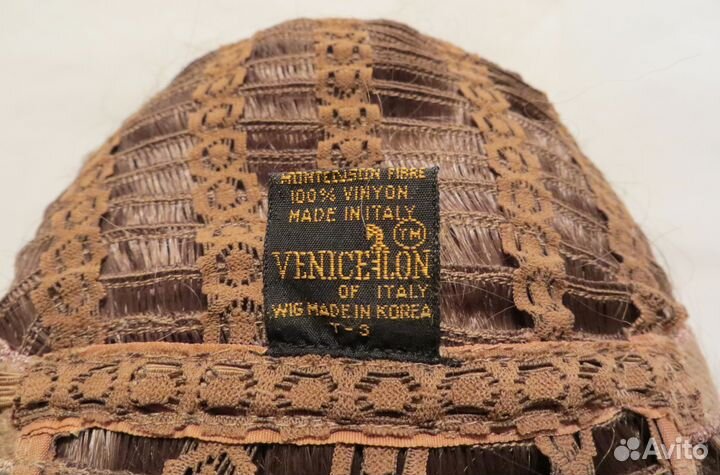 MONTEDISON FIBRE
100% VINYON
MADE IN ITALY
TM
VENICELON
OF ITALY
WIG MADE IN KOREA
T-3
Avito